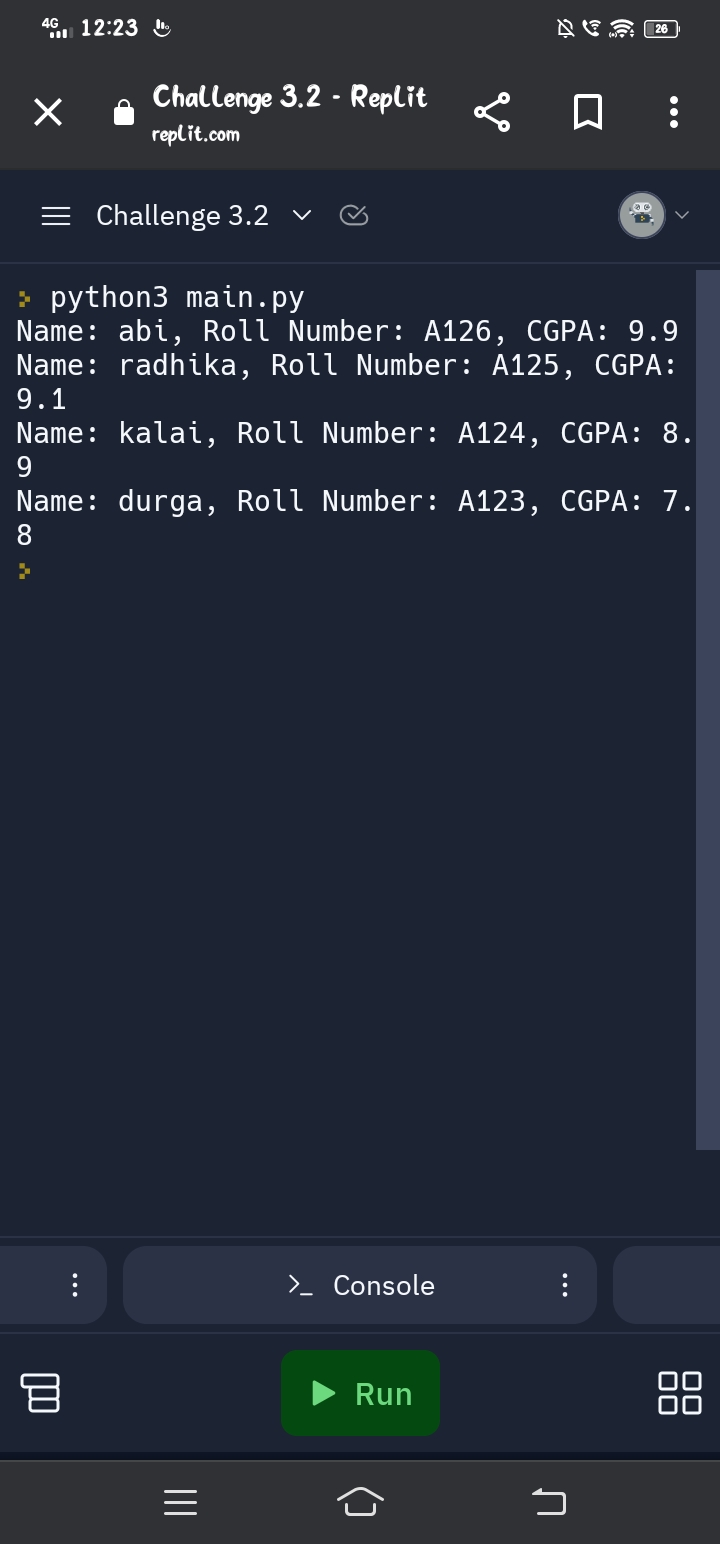 4G 12:23 26
Challenge 3.2 - Replit
replit.com
Challenge 3.2
python3 main.py
Name: abi, Roll Number: A126, CGPA: 9.9
Name: radhika, Roll Number: A125, CGPA:
9.1
Name: kalai, Roll Number: A124, CGPA: 8.
9
Name: durga, Roll Number: A123, CGPA: 7.
8
Console
Run